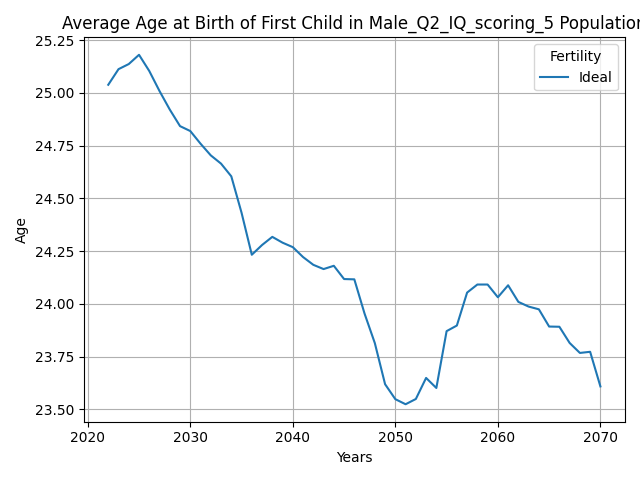 Average Age at Birth of First Child in Male_Q2_IQ_scoring_5 Population
Fertility
Ideal
25.25
25.00
24.75
24.50
24.25
24.00
23.75
23.50
Age
2020 2030 2040 2050 2060 2070
Years